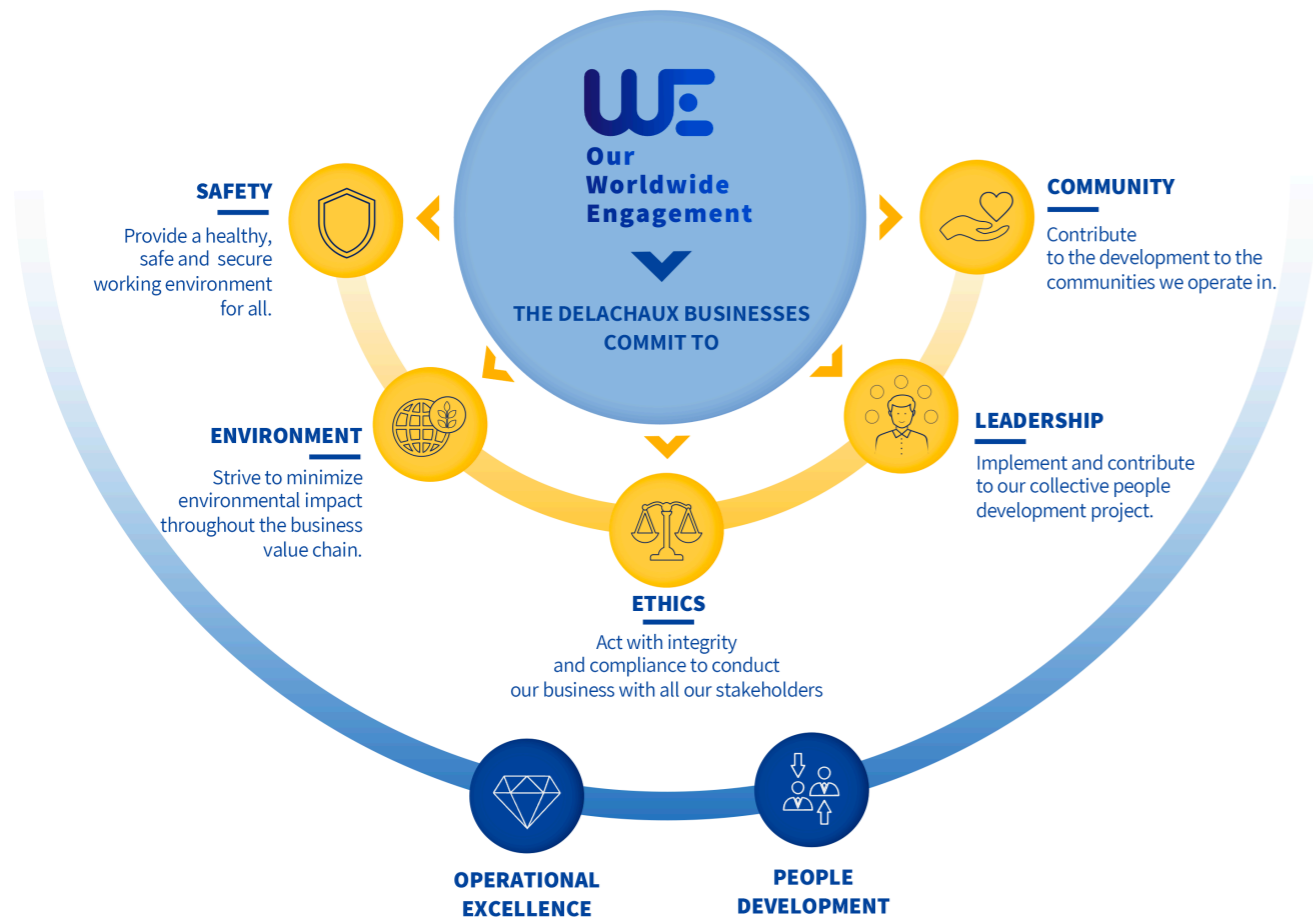 WE
Our
Worldwide
Engagement
THE DELACHAUX BUSINESSES
COMMIT TO
SAFETY
Provide a healthy,
safe and secure
working environment
for all.
ENVIRONMENT
Strive to minimize
environmental impact
throughout the business
value chain.
ETHICS
Act with integrity
and compliance to conduct
our business with all our stakeholders
LEADERSHIP
Implement and contribute
to our collective people
development project.
COMMUNITY
Contribute
to the development to the
communities we operate in.
OPERATIONAL
EXCELLENCE
PEOPLE
DEVELOPMENT